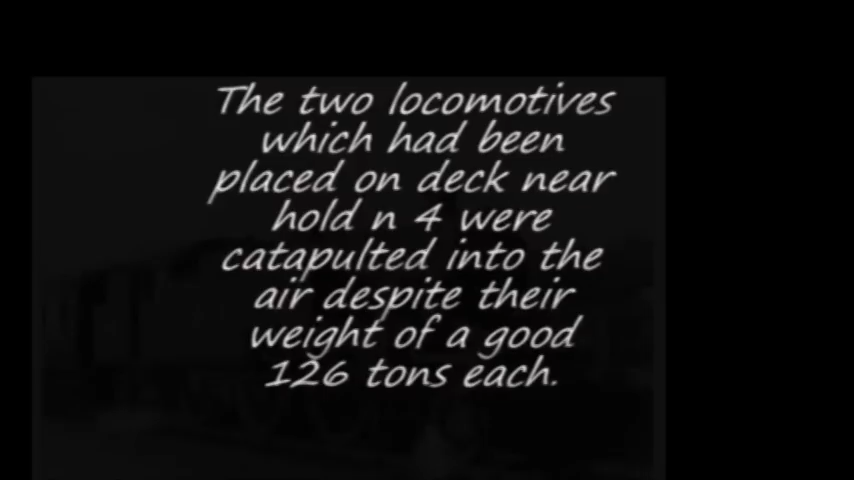 The two locomotives
which had been
placed on deck near
hold n 4 were
catapulted into the
air despite their
weight of a good
126 tons each.